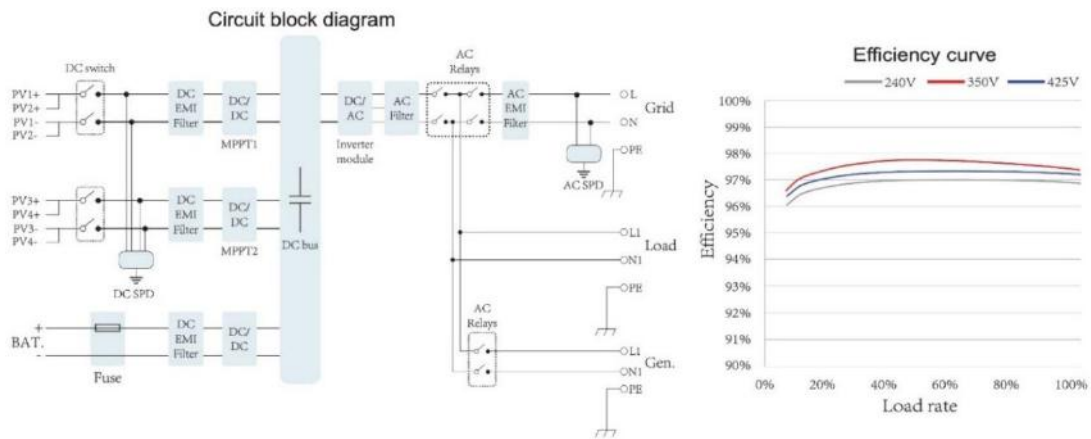 Circuit block diagram
DC switch
PV1+
PV2+
PV1-
PV2-
DC
EMI
Filter
DC/
DC
MPPT1
DC/
AC
Inverter
module
AC
Filter
AC
Relays
AC
EMI
Filter
L
N
Grid
PE
AC SPD
PV3+
PV4+
PV3-
PV4-
DC
EMI
Filter
DC/
DC
MPPT2
DC bus
DC SPD
L1
N1
Load
PE
+
BAT.
-
Fuse
DC
EMI
Filter
DC/
DC
AC
Relays
L1
N1
Gen.
PE
Efficiency curve
240V 350V 425V
100%
99%
98%
97%
96%
95%
94%
93%
92%
91%
90%
Efficiency
0% 20% 40% 60% 80% 100%
Load rate